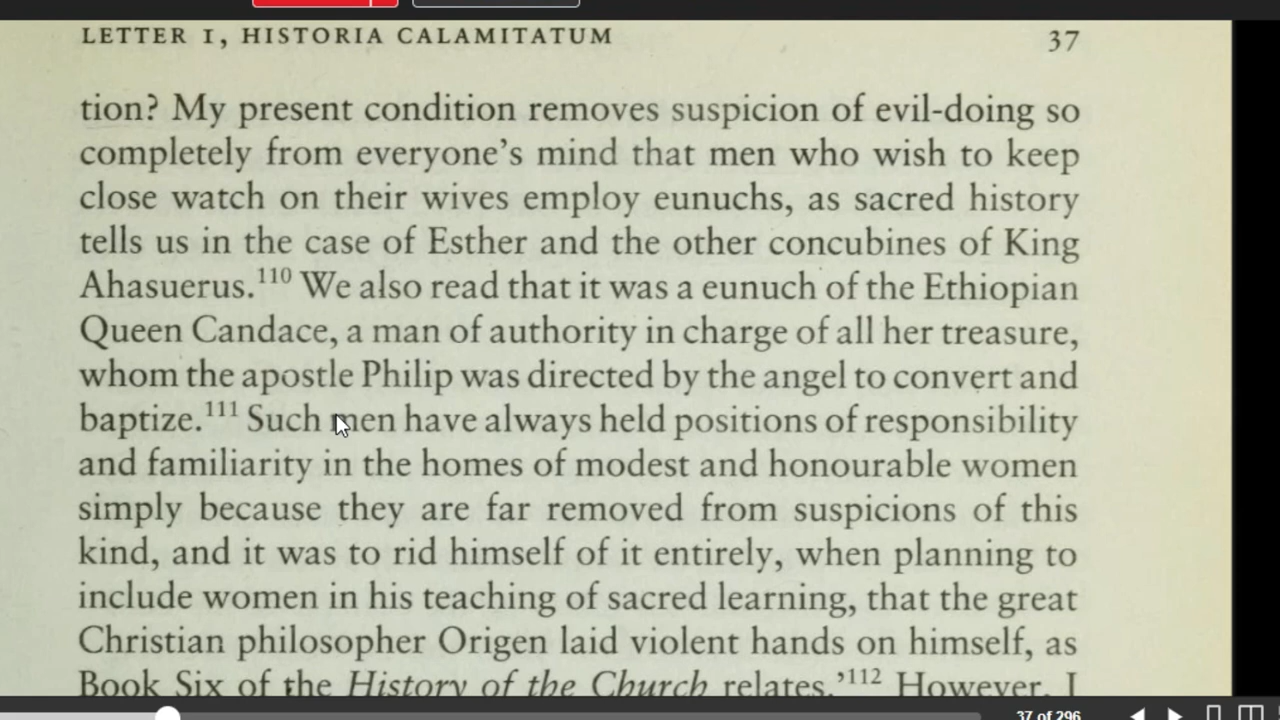 LETTER I, HISTORIA CALAMITATUM
37
tion? My present condition removes suspicion of evil-doing so
completely from everyone's mind that men who wish to keep
close watch on their wives employ eunuchs, as sacred history
tells us in the case of Esther and the other concubines of King
Ahasuerus.¹¹⁰ We also read that it was a eunuch of the Ethiopian
Queen Candace, a man of authority in charge of all her treasure,
whom the apostle Philip was directed by the angel to convert and
baptize.¹¹¹ Such men have always held positions of responsibility
and familiarity in the homes of modest and honourable women
simply because they are far removed from suspicions of this
kind, and it was to rid himself of it entirely, when planning to
include women in his teaching of sacred learning, that the great
Christian philosopher Origen laid violent hands on himself, as
Book Six of the History of the Church relates.'¹¹² However, I
37 of 296